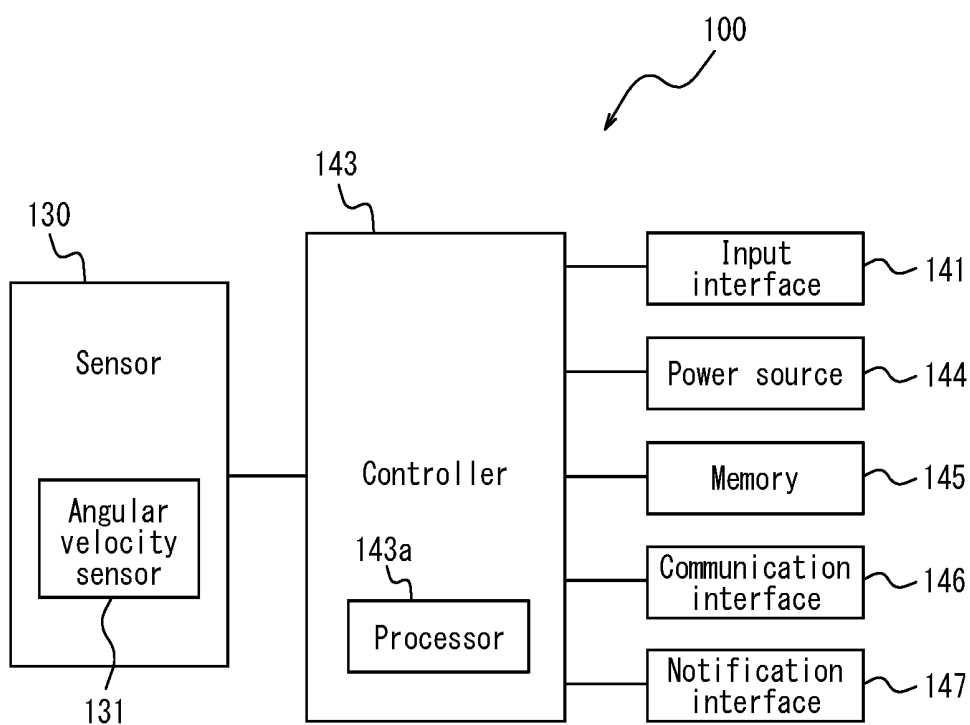 100
143
130
Input
interface
141
Sensor
Power source
144
Controller
Memory
145
Angular
velocity
sensor
143a
Communication
interface
146
Processor
Notification
interface
147
131